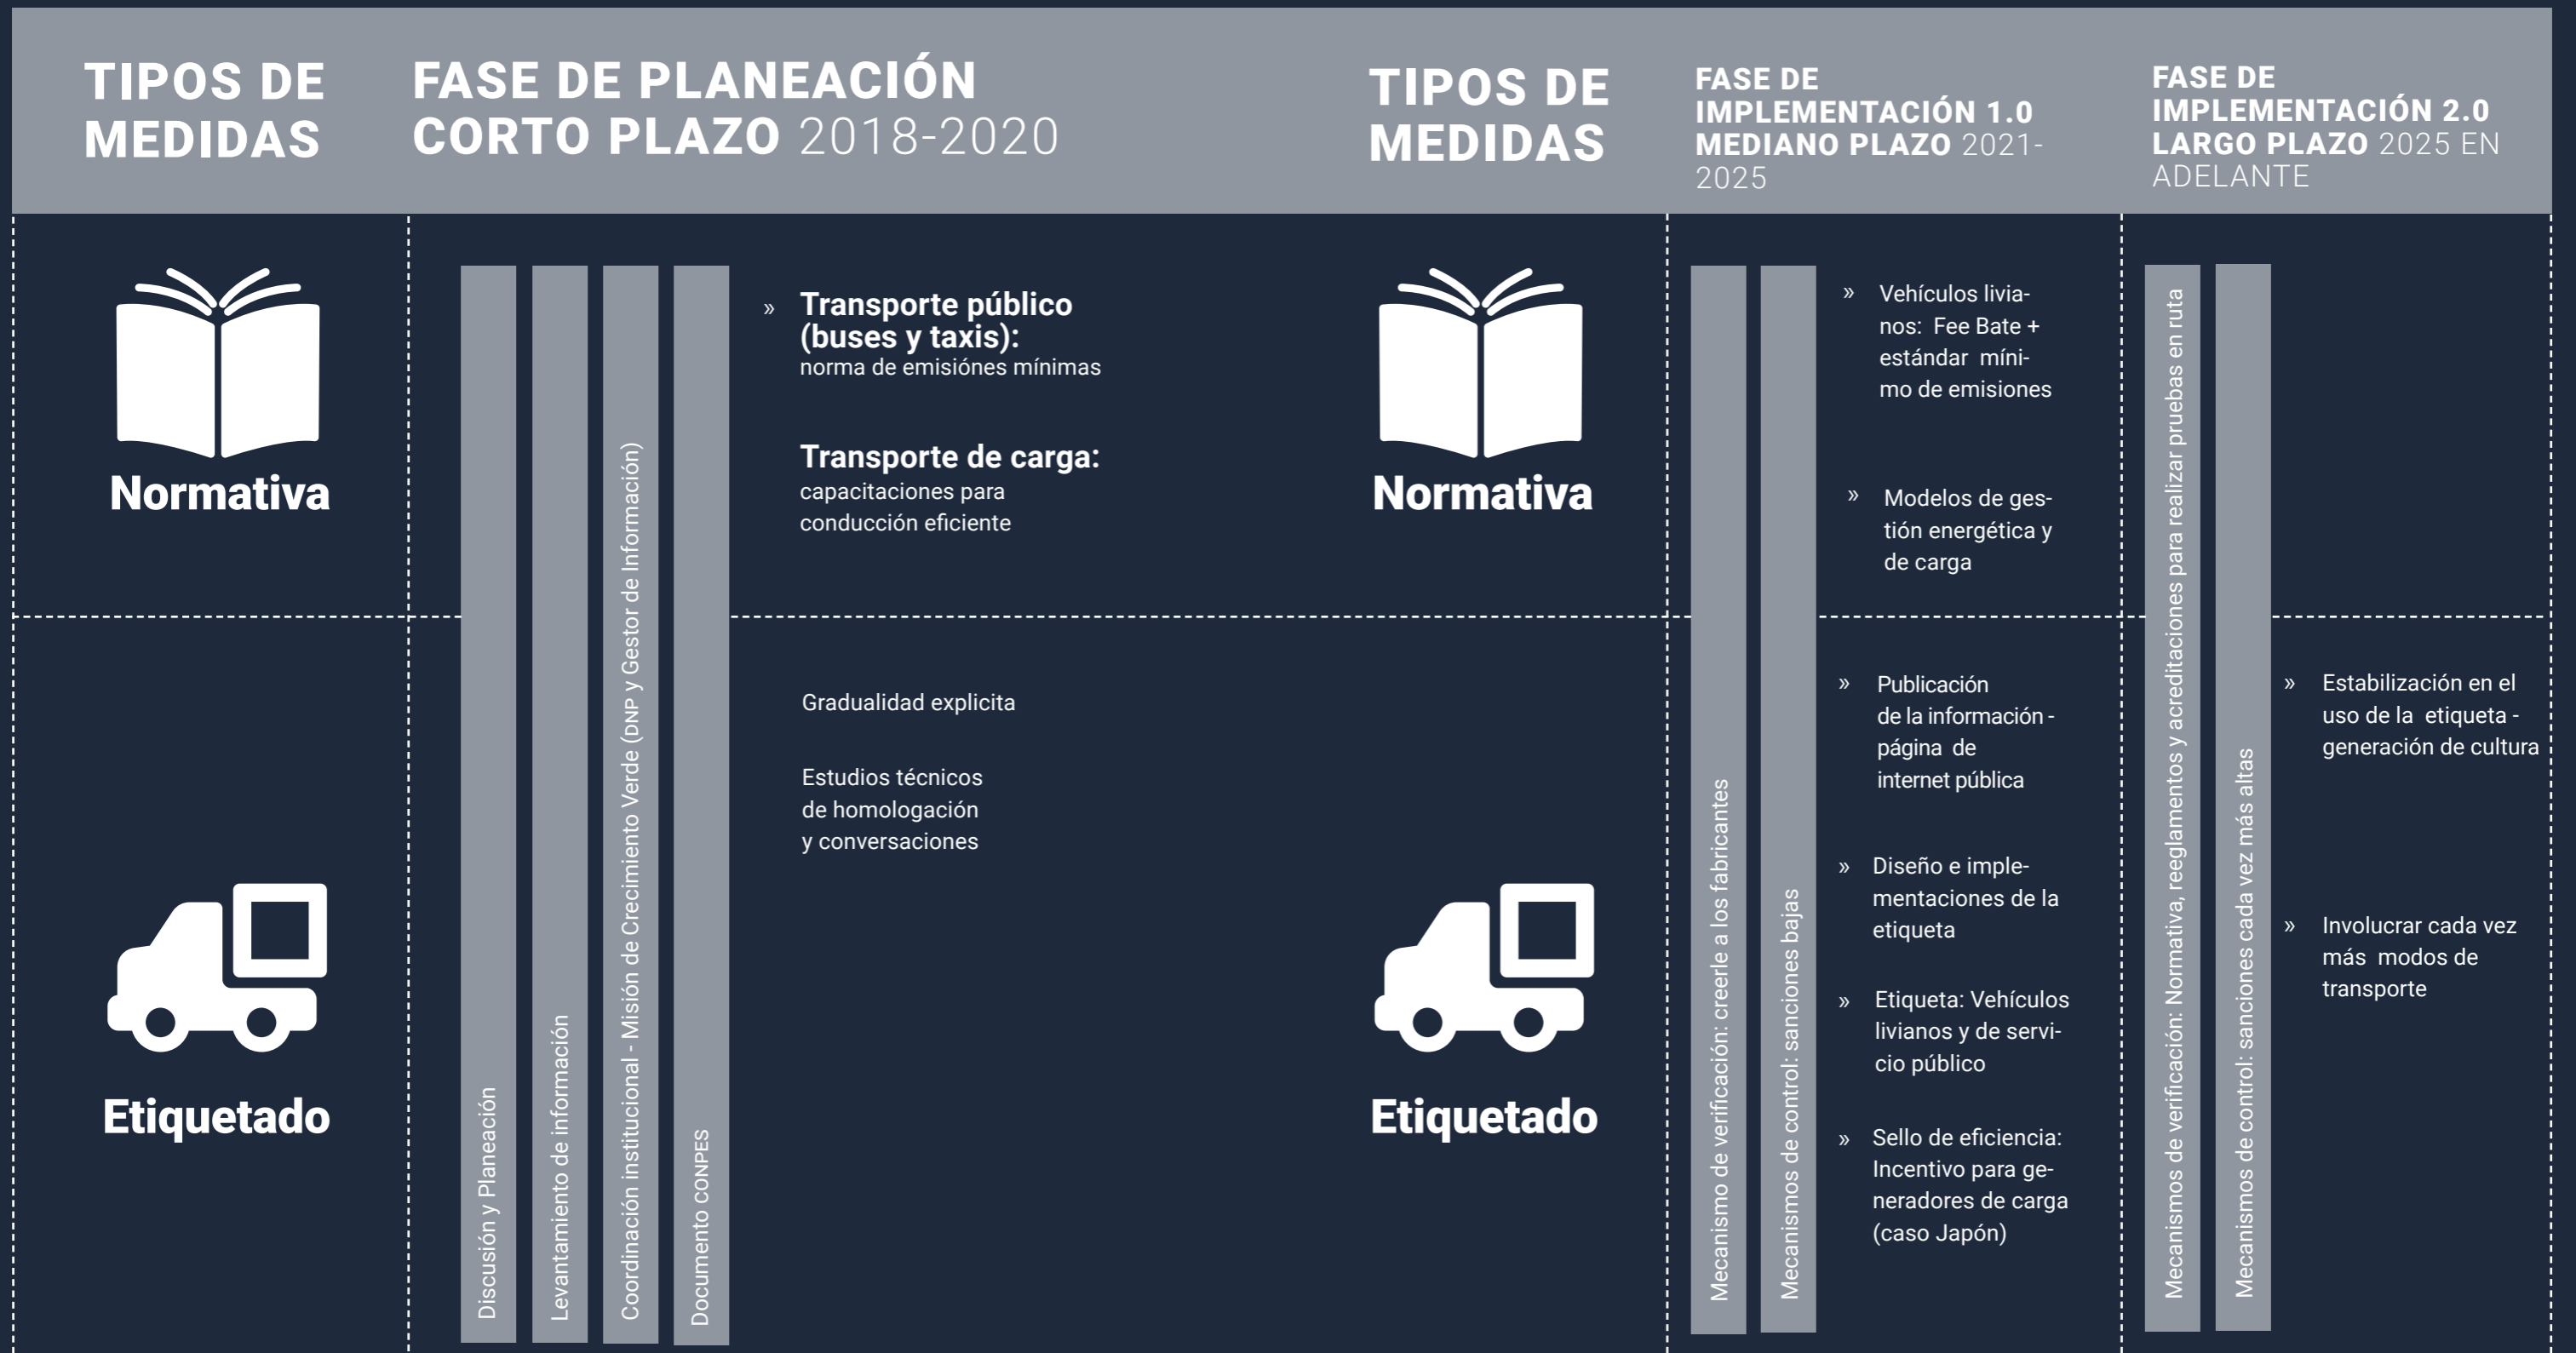 TIPOS DE
MEDIDAS
FASE DE PLANEACIÓN
CORTO PLAZO 2018-2020
TIPOS DE
MEDIDAS
FASE DE
IMPLEMENTACIÓN 1.0
MEDIANO PLAZO 2021-
2025
FASE DE
IMPLEMENTACIÓN 2.0
LARGO PLAZO 2025 EN
ADELANTE
Normativa
Etiquetado
Discusión y Planeación
Levantamiento de información
Coordinación institucional - Misión de Crecimiento Verde (DNP y Gestor de Información)
Documento CONPES
» Transporte público
(buses y taxis):
norma de emisiónes mínimas
Transporte de carga:
capacitaciones para
conducción eficiente
Gradualidad explicita
Estudios técnicos
de homologación
y conversaciones
Normativa
Etiquetado
Mecanismo de verificación: creerle a los fabricantes
Mecanismos de control: sanciones bajas
» Vehículos livia-
nos: Fee Bate +
estándar míni-
mo de emisiones
» Modelos de ges-
tión energética y
de carga
» Publicación
de la información -
página de
internet pública
» Diseño e imple-
mentaciones de la
etiqueta
» Etiqueta: Vehículos
livianos y de servi-
cio público
» Sello de eficiencia:
Incentivo para ge-
neradores de carga
(caso Japón)
Mecanismos de verificación: Normativa, reeglamentos y acreditaciones para realizar pruebas en ruta
Mecanismos de control: sanciones cada vez más altas
» Estabilización en el
uso de la etiqueta -
generación de cultura
» Involucrar cada vez
más modos de
transporte